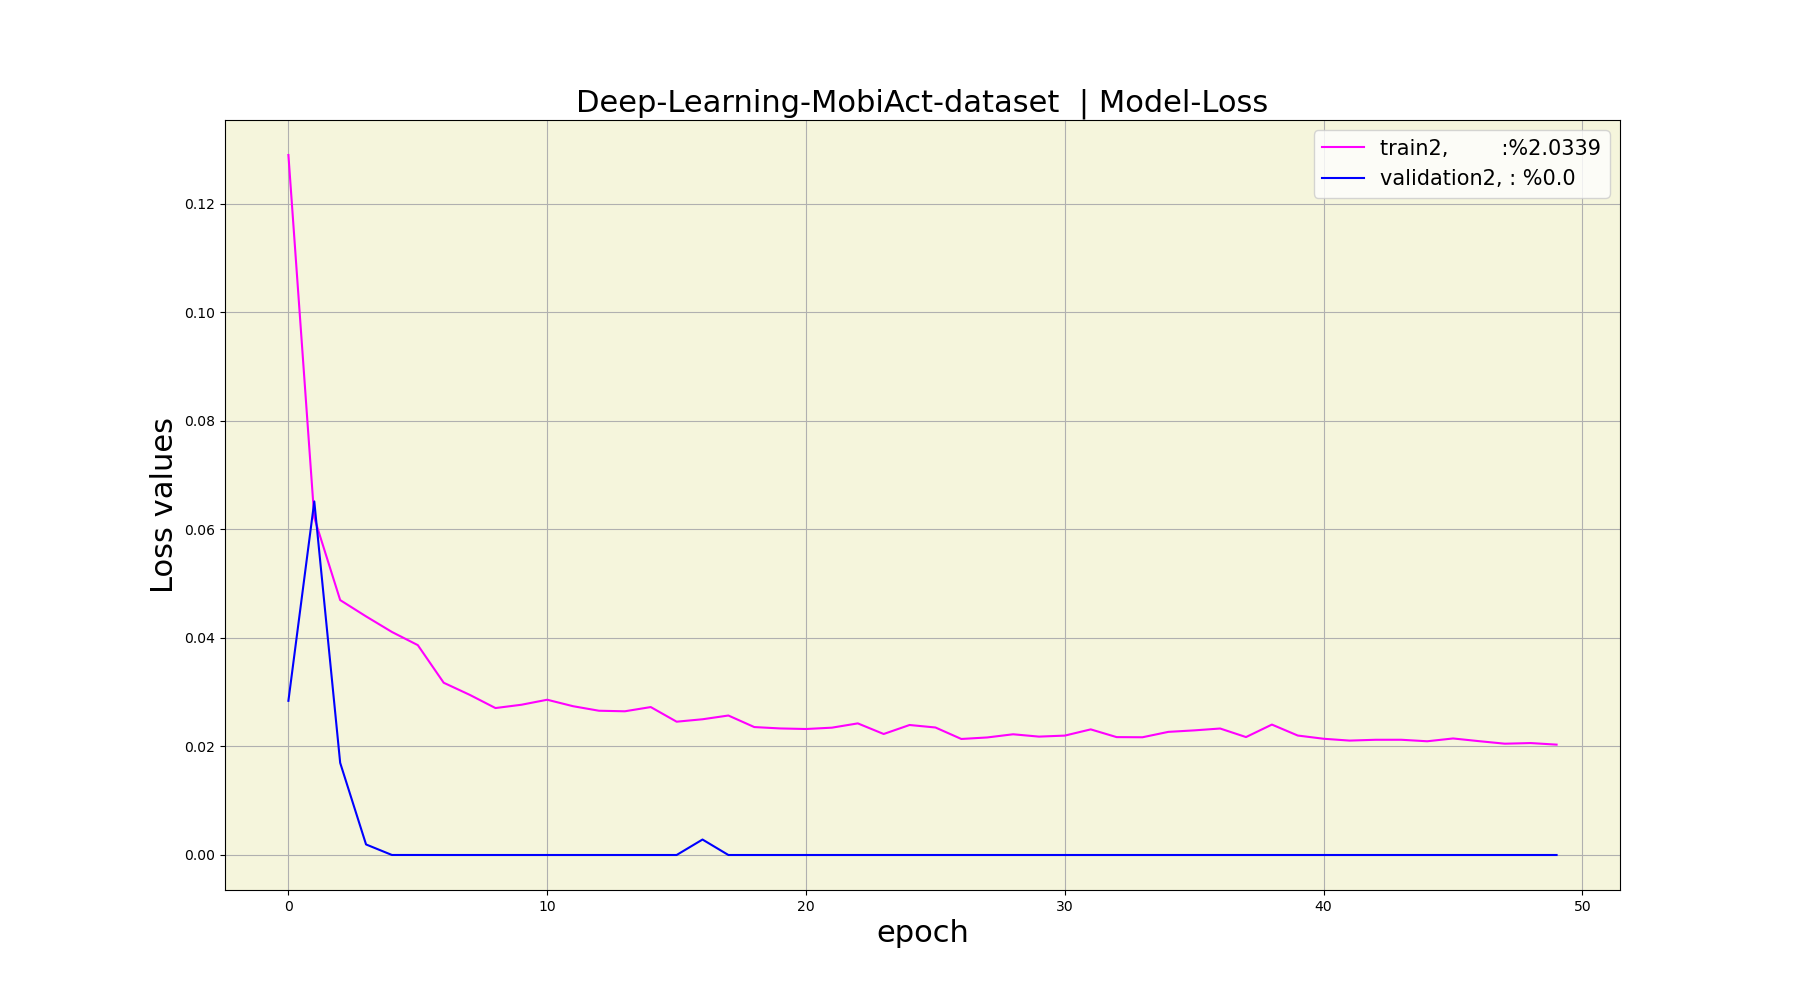 Deep-Learning-MobiAct-dataset  | Model-Loss
train2,        :%2.0339
validation2, : %0.0
Loss values
0.12
0.10
0.08
0.06
0.04
0.02
0.00
0 10 20 30 40 50
epoch